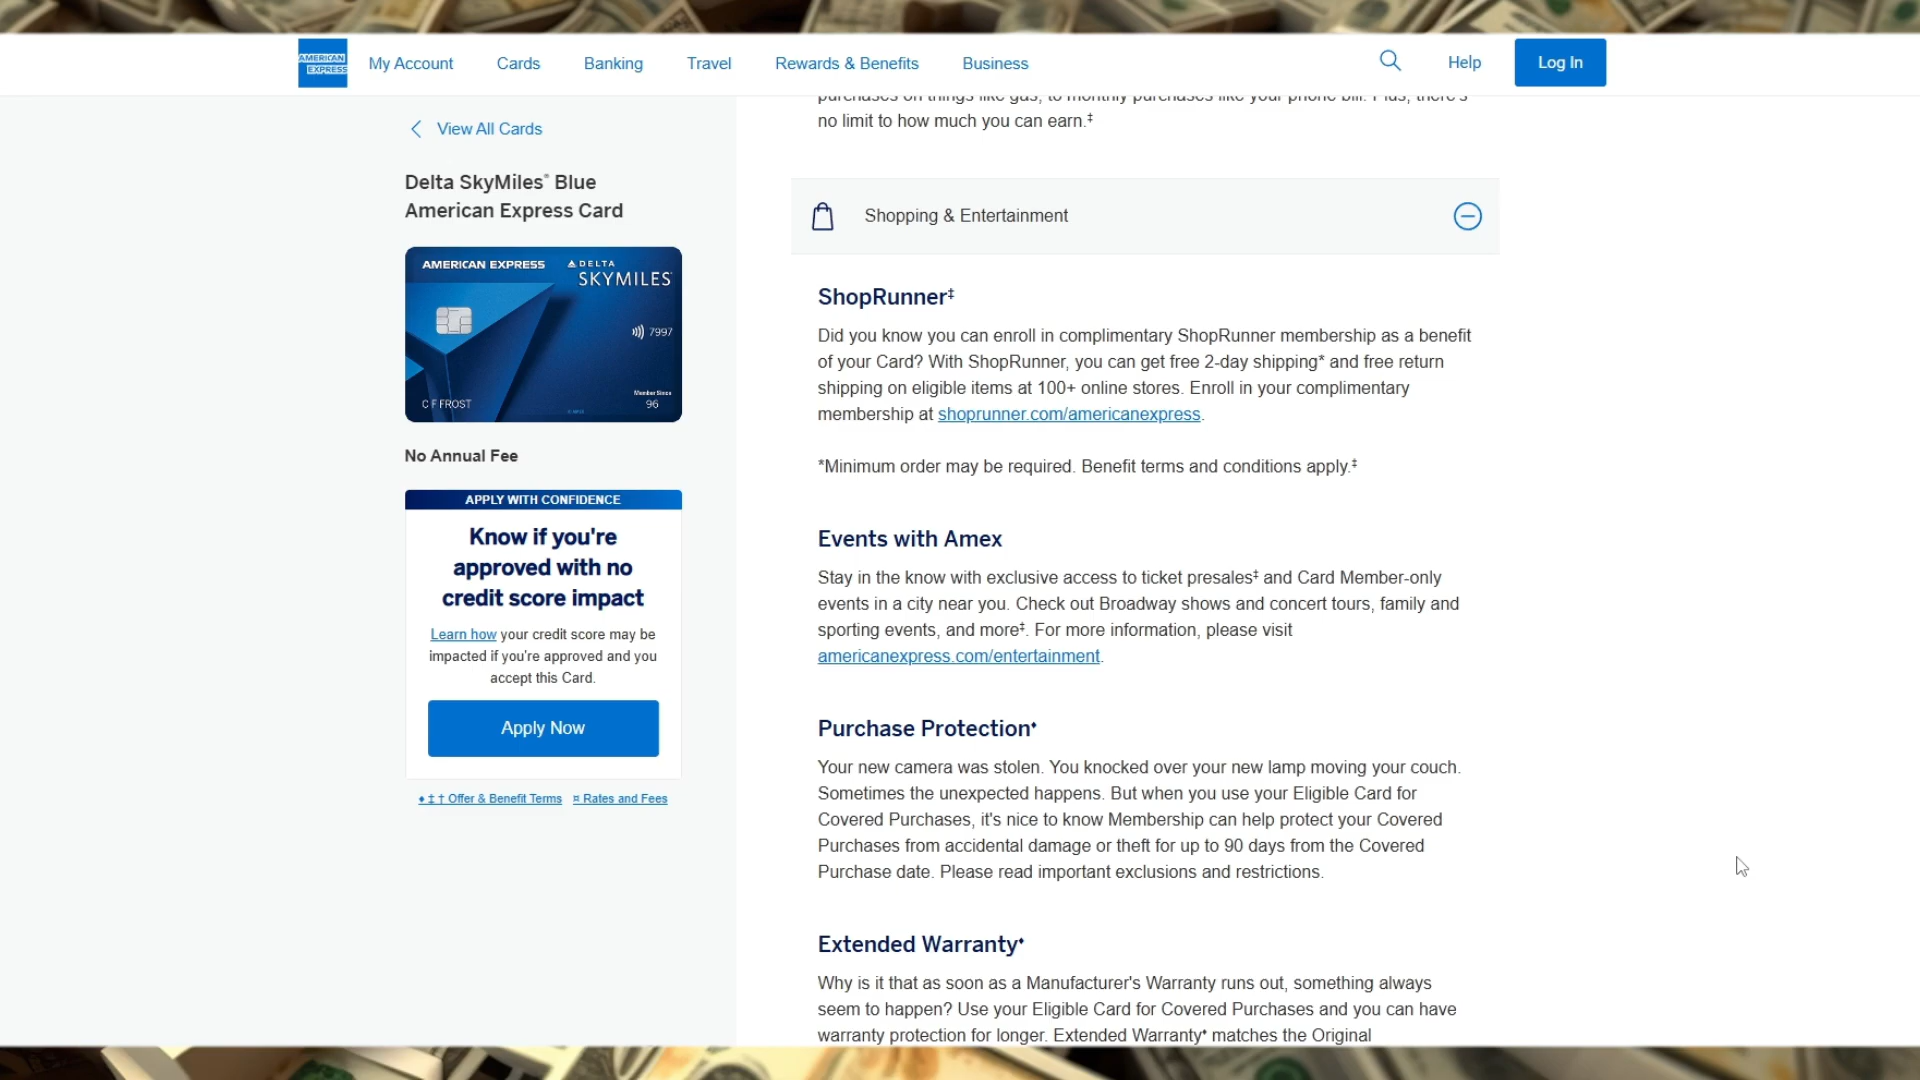 AMERICAN EXPRESS
My Account Cards Banking Travel Rewards & Benefits Business Help Log In
View All Cards
Delta SkyMiles® Blue
American Express Card
AMERICAN EXPRESS
DELTA
SKYMILES
7997
Member Since
C F FROST 96
No Annual Fee
APPLY WITH CONFIDENCE
Know if you're
approved with no
credit score impact
Learn how your credit score may be
impacted if you're approved and you
accept this Card.
Apply Now
♦ ‡ † Offer & Benefit Terms ¤ Rates and Fees
purchases on things like gas, to monthly purchases like your phone bill. Plus, there's
no limit to how much you can earn.‡
Shopping & Entertainment
ShopRunner‡
Did you know you can enroll in complimentary ShopRunner membership as a benefit
of your Card? With ShopRunner, you can get free 2-day shipping* and free return
shipping on eligible items at 100+ online stores. Enroll in your complimentary
membership at shoprunner.com/americanexpress.
*Minimum order may be required. Benefit terms and conditions apply.‡
Events with Amex
Stay in the know with exclusive access to ticket presales‡ and Card Member-only
events in a city near you. Check out Broadway shows and concert tours, family and
sporting events, and more‡. For more information, please visit
americanexpress.com/entertainment.
Purchase Protection♦
Your new camera was stolen. You knocked over your new lamp moving your couch.
Sometimes the unexpected happens. But when you use your Eligible Card for
Covered Purchases, it's nice to know Membership can help protect your Covered
Purchases from accidental damage or theft for up to 90 days from the Covered
Purchase date. Please read important exclusions and restrictions.
Extended Warranty♦
Why is it that as soon as a Manufacturer's Warranty runs out, something always
seem to happen? Use your Eligible Card for Covered Purchases and you can have
warranty protection for longer. Extended Warranty♦ matches the Original